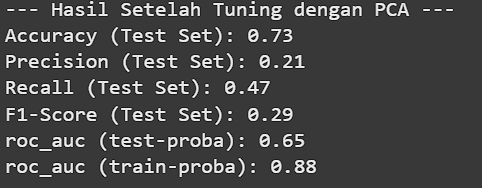 --- Hasil Setelah Tuning dengan PCA ---
Accuracy (Test Set): 0.73
Precision (Test Set): 0.21
Recall (Test Set): 0.47
F1-Score (Test Set): 0.29
roc_auc (test-proba): 0.65
roc_auc (train-proba): 0.88